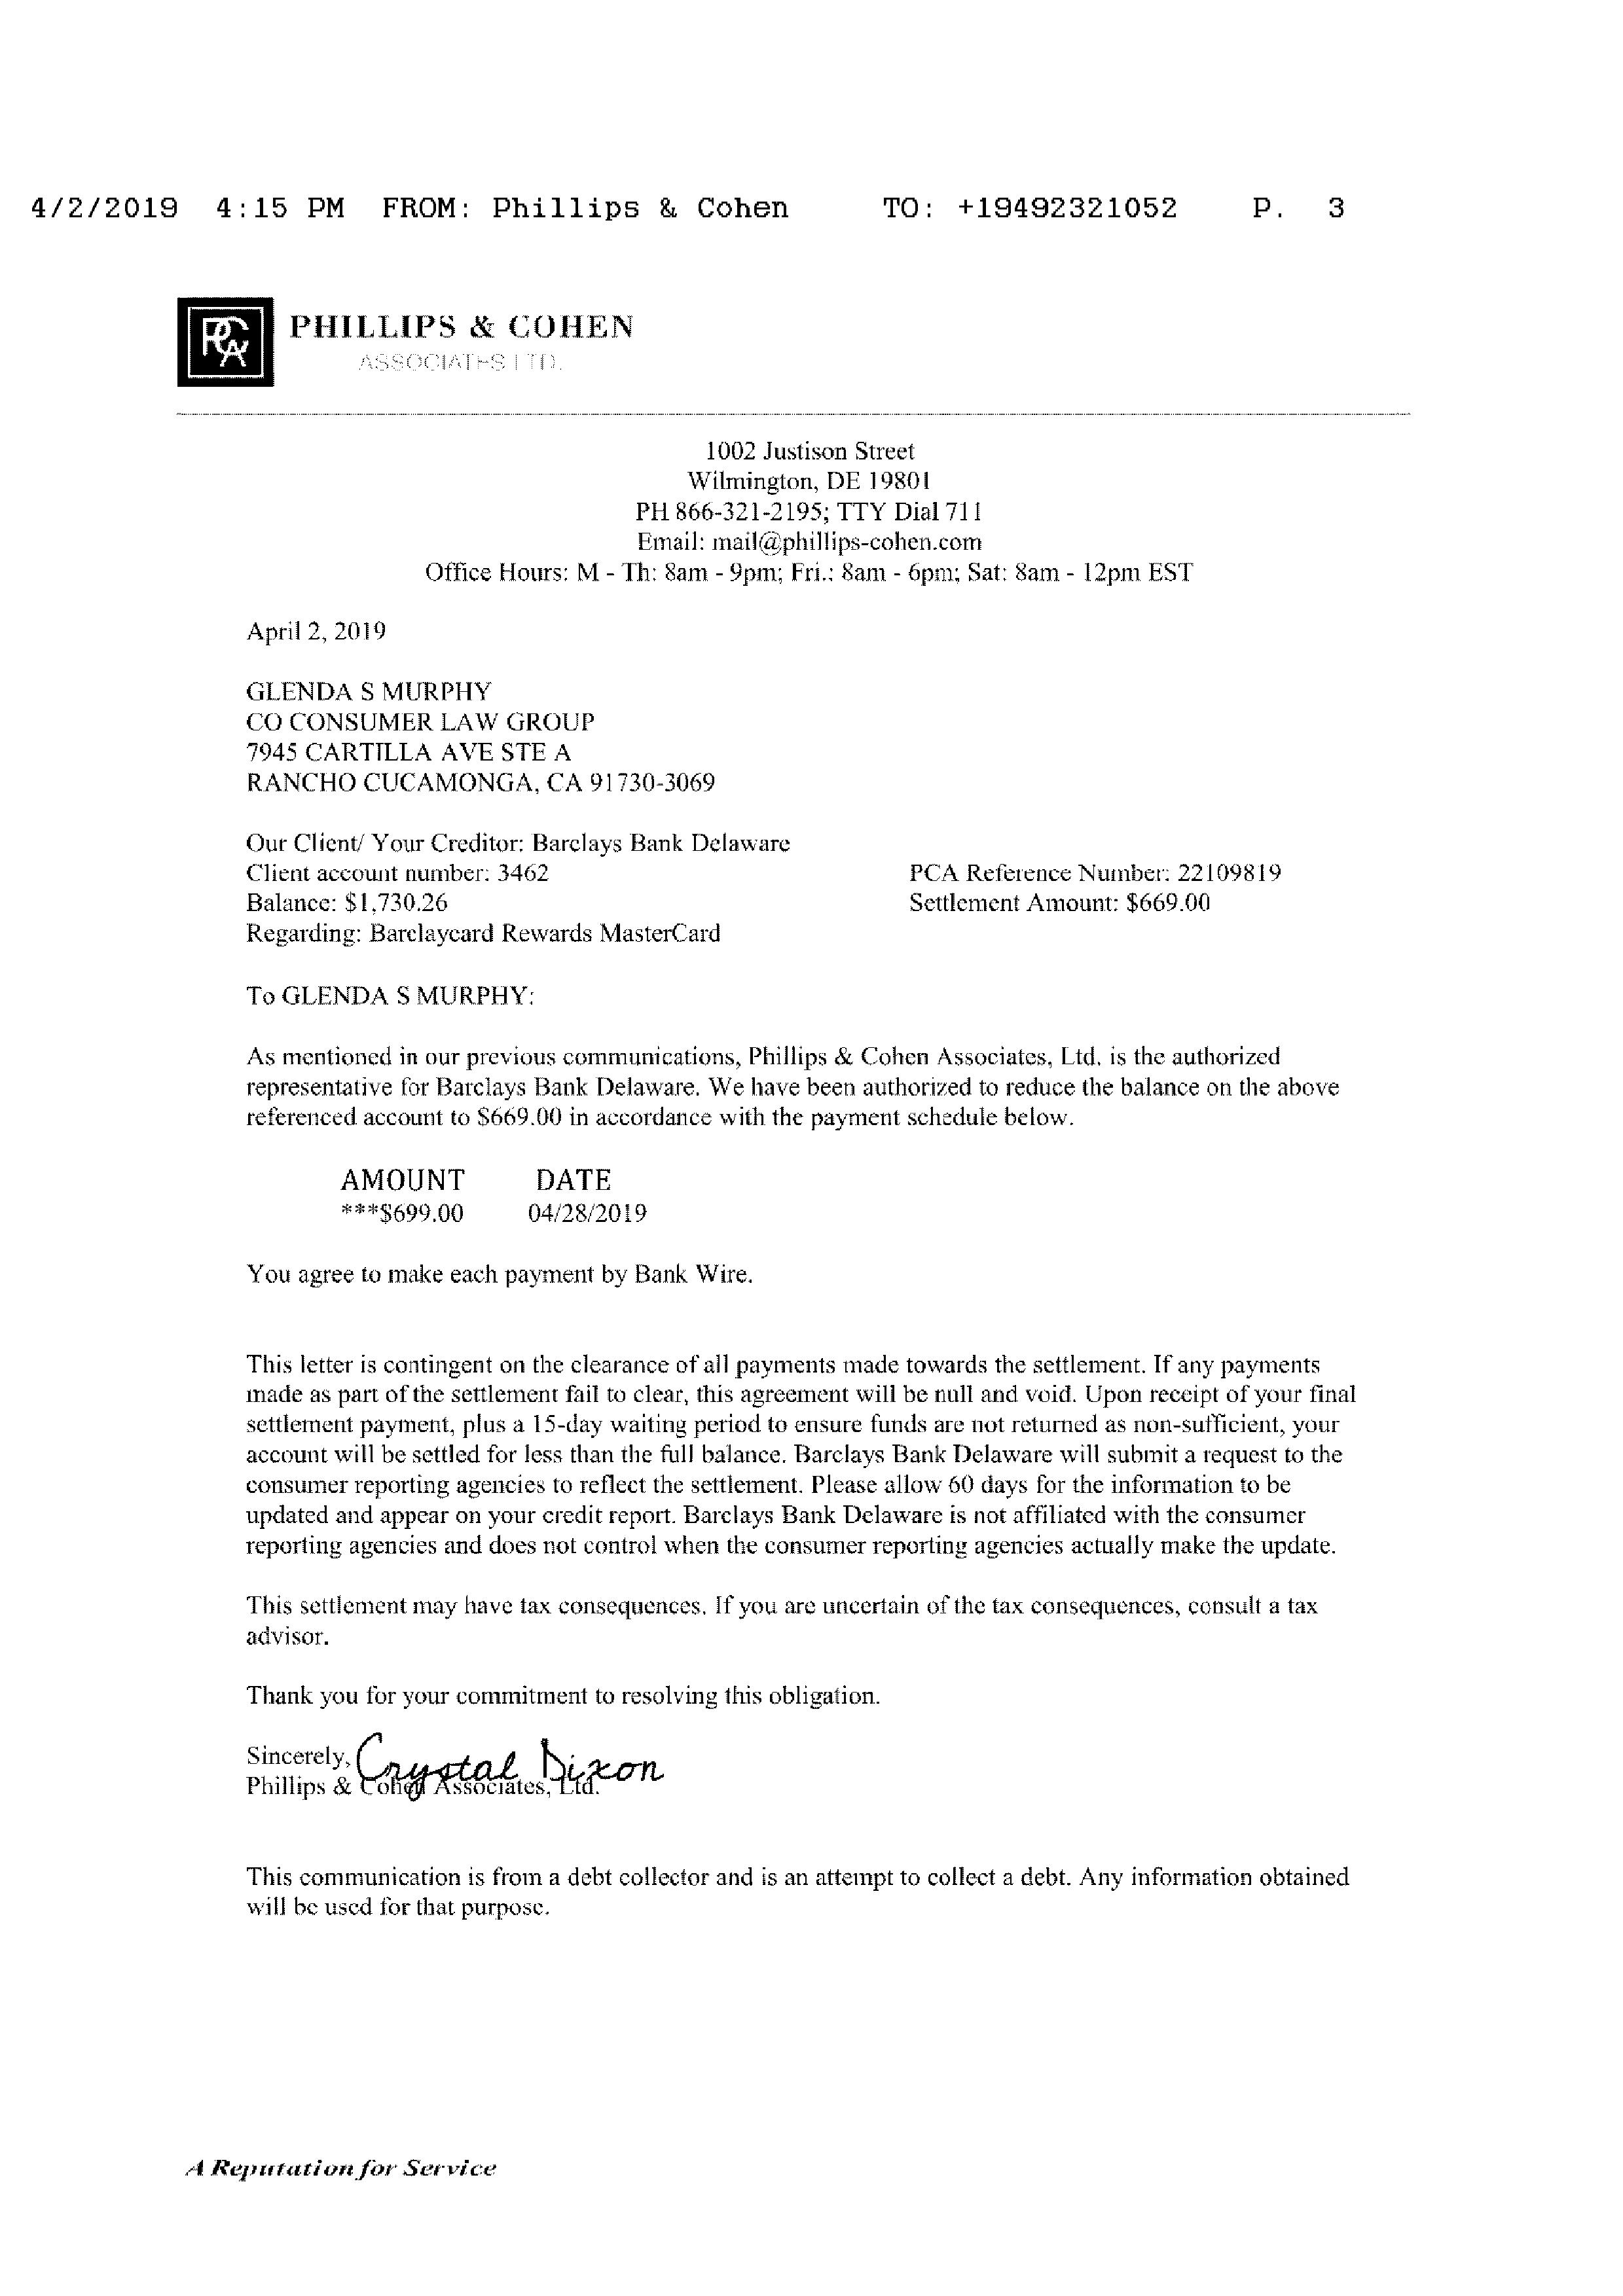 4/2/2019 4:15 PM FROM: Phillips & Cohen TO: +19492321052 P. 3
PCA
PHILLIPS & COHEN
ASSOCIATES LTD.
1002 Justison Street
Wilmington, DE 19801
PH 866-321-2195; TTY Dial 711
Email: mail@phillips-cohen.com
Office Hours: M - Th: 8am - 9pm; Fri.: 8am - 6pm; Sat: 8am - 12pm EST
April 2, 2019
GLENDA S MURPHY
CO CONSUMER LAW GROUP
7945 CARTILLA AVE STE A
RANCHO CUCAMONGA, CA 91730-3069
Our Client/ Your Creditor: Barclays Bank Delaware
Client account number: 3462 PCA Reference Number: 22109819
Balance: $1,730.26 Settlement Amount: $669.00
Regarding: Barclaycard Rewards MasterCard
To GLENDA S MURPHY:
As mentioned in our previous communications, Phillips & Cohen Associates, Ltd. is the authorized
representative for Barclays Bank Delaware. We have been authorized to reduce the balance on the above
referenced account to $669.00 in accordance with the payment schedule below.
AMOUNT DATE
***$699.00 04/28/2019
You agree to make each payment by Bank Wire.
This letter is contingent on the clearance of all payments made towards the settlement. If any payments
made as part of the settlement fail to clear, this agreement will be null and void. Upon receipt of your final
settlement payment, plus a 15-day waiting period to ensure funds are not returned as non-sufficient, your
account will be settled for less than the full balance. Barclays Bank Delaware will submit a request to the
consumer reporting agencies to reflect the settlement. Please allow 60 days for the information to be
updated and appear on your credit report. Barclays Bank Delaware is not affiliated with the consumer
reporting agencies and does not control when the consumer reporting agencies actually make the update.
This settlement may have tax consequences. If you are uncertain of the tax consequences, consult a tax
advisor.
Thank you for your commitment to resolving this obligation.
Sincerely, Crystal Dixon
Phillips & Cohen Associates, Ltd.
This communication is from a debt collector and is an attempt to collect a debt. Any information obtained
will be used for that purpose.
A Reputation for Service